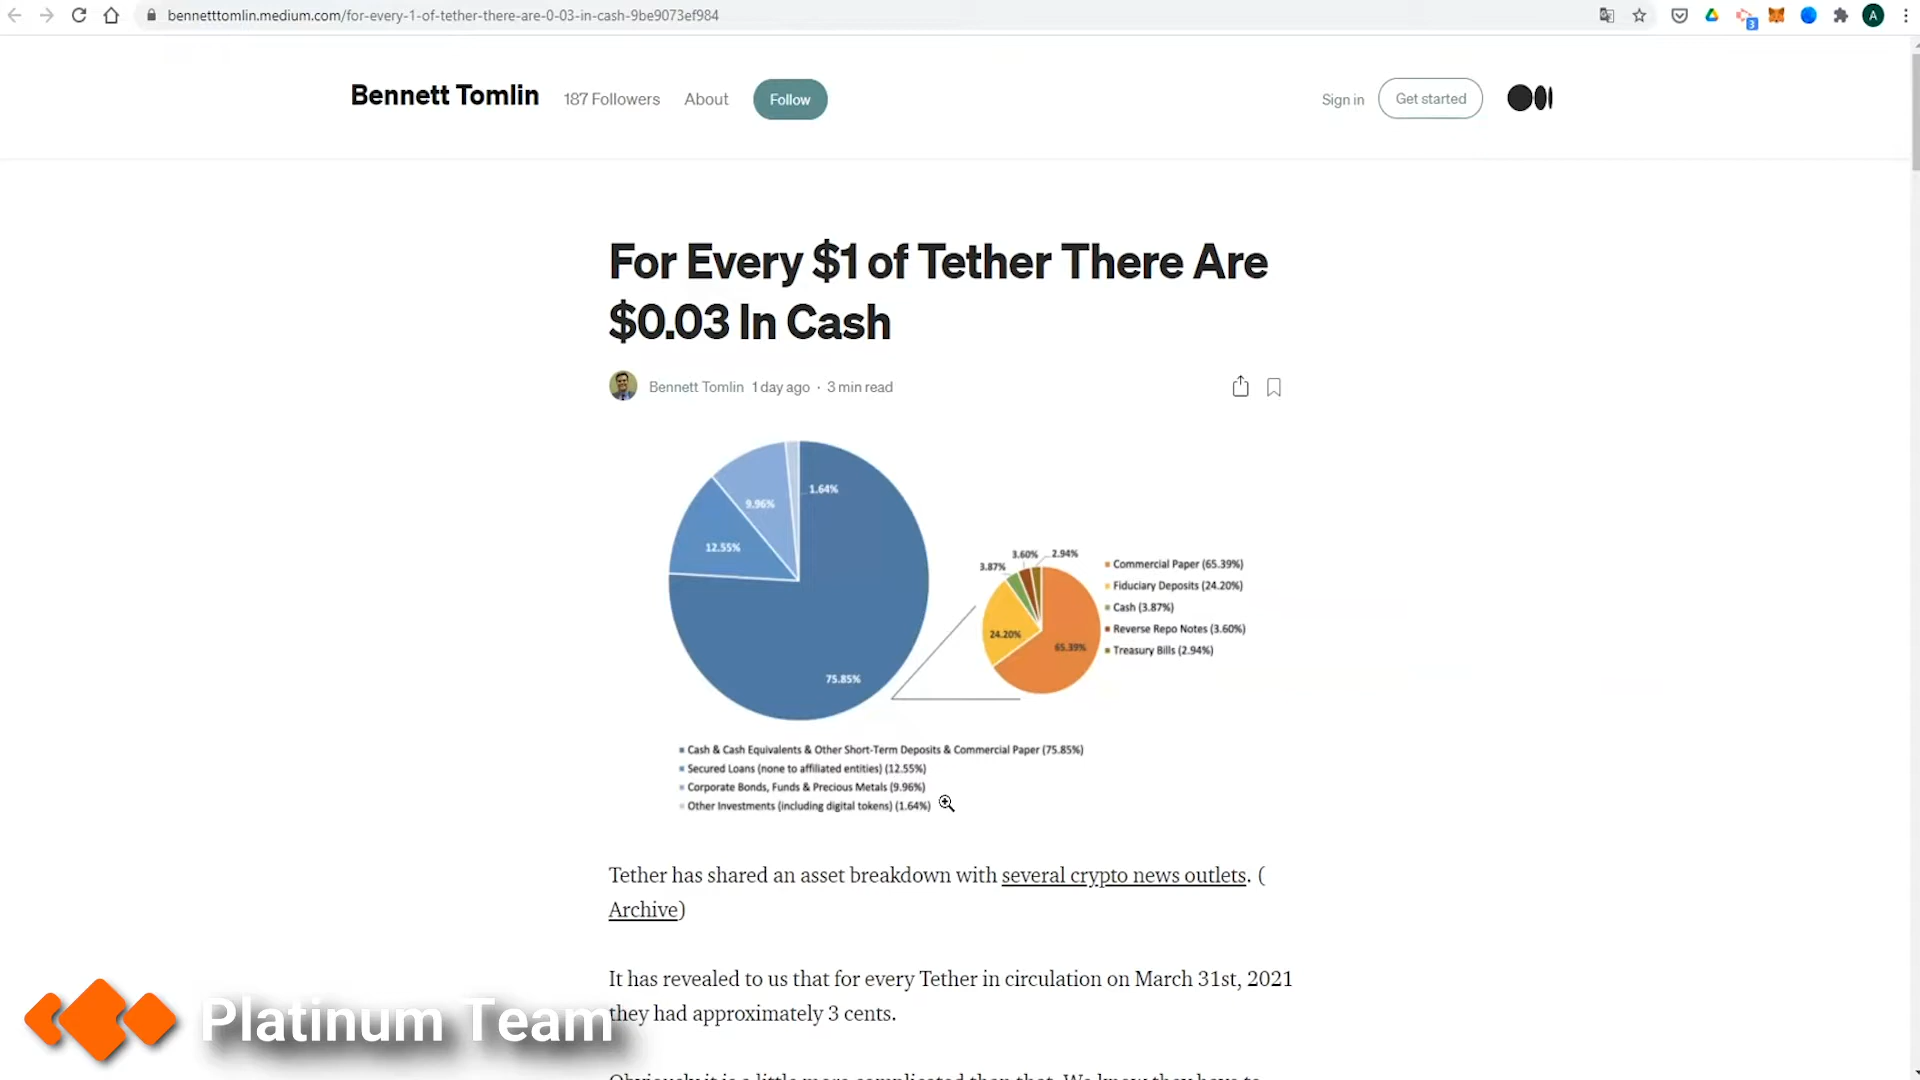 bennetttomlin.medium.com/for-every-1-of-tether-there-are-0-03-in-cash-9be9073ef984
3
A
Bennett Tomlin
187 Followers
About
Follow
Sign in
Get started
For Every $1 of Tether There Are
$0.03 In Cash
Bennett Tomlin 1 day ago · 3 min read
1.64%
9.96%
12.55%
75.85%
3.87%
3.60%
2.94%
24.20%
65.39%
Commercial Paper (65.39%)
Fiduciary Deposits (24.20%)
Cash (3.87%)
Reverse Repo Notes (3.60%)
Treasury Bills (2.94%)
Cash & Cash Equivalents & Other Short-Term Deposits & Commercial Paper (75.85%)
Secured Loans (none to affiliated entities) (12.55%)
Corporate Bonds, Funds & Precious Metals (9.96%)
Other Investments (including digital tokens) (1.64%)
Tether has shared an asset breakdown with several crypto news outlets. (
Archive)
It has revealed to us that for every Tether in circulation on March 31st, 2021
they had approximately 3 cents.
Platinum Team